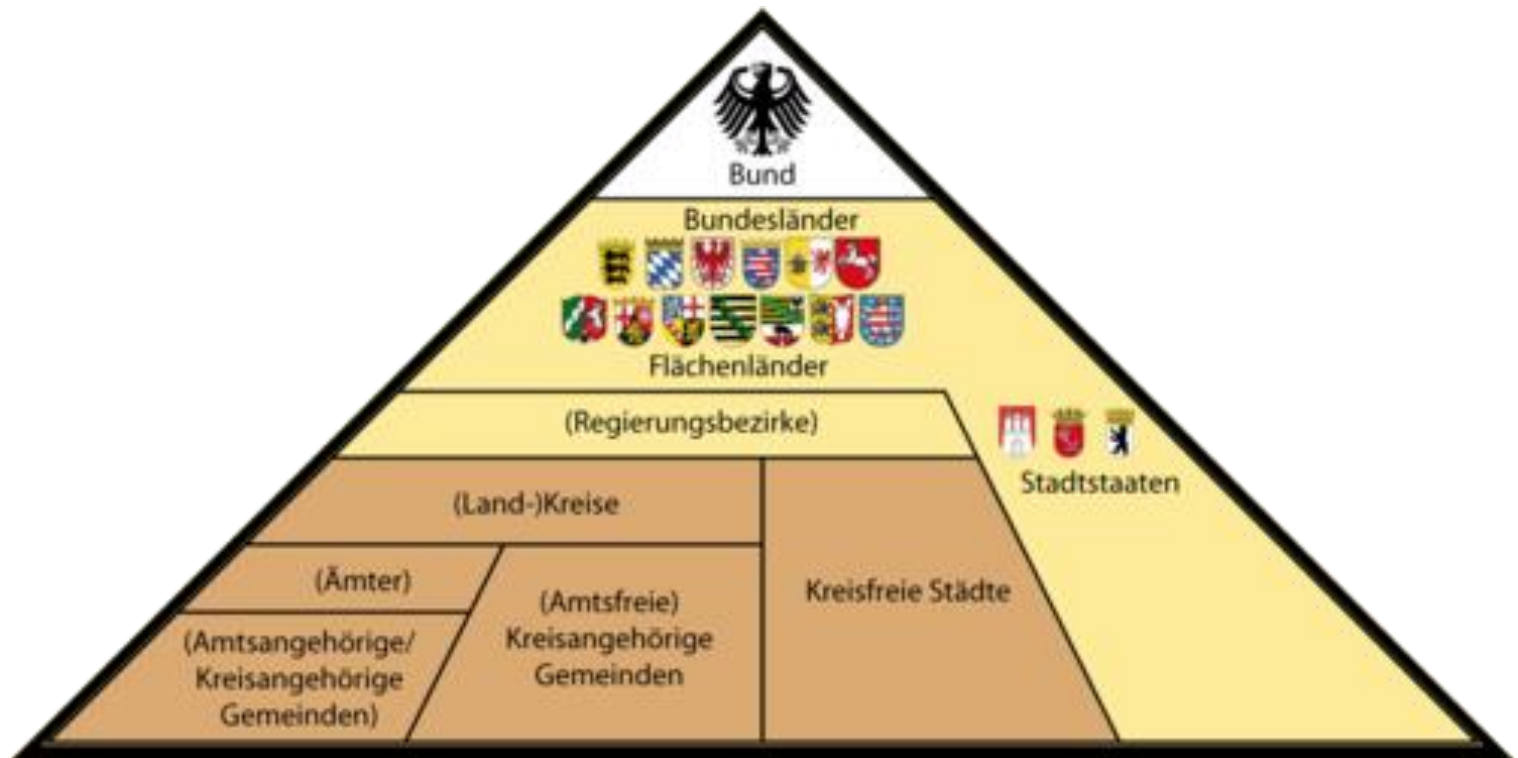 Bund
Bundesländer
Flächenländer
(Regierungsbezirke)
Stadtstaaten
(Land-)Kreise
(Ämter)
(Amtsfreie)
Kreisangehörige
Gemeinden
Kreisfreie Städte
(Amtsangehörige/
Kreisangehörige
Gemeinden)